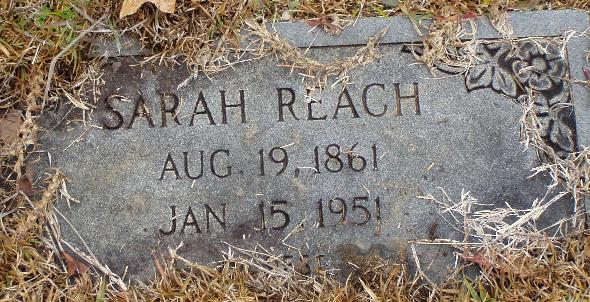 SARAH REACH
AUG. 19, 1861
JAN 15 1951